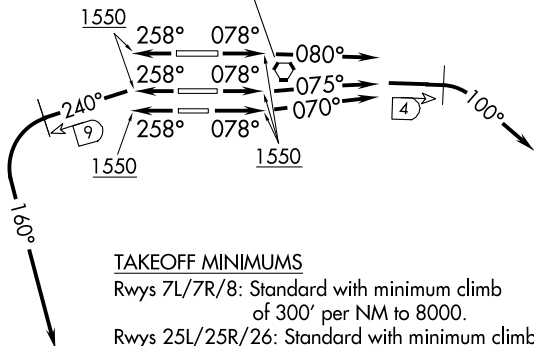 1550
258° 078° 080°
258° 078° 075°
240° 070° 4
9 258° 078° 100°
1550 1550
160°
TAKEOFF MINIMUMS
Rwys 7L/7R/8: Standard with minimum climb
of 300' per NM to 8000.
Rwys 25L/25R/26: Standard with minimum climb